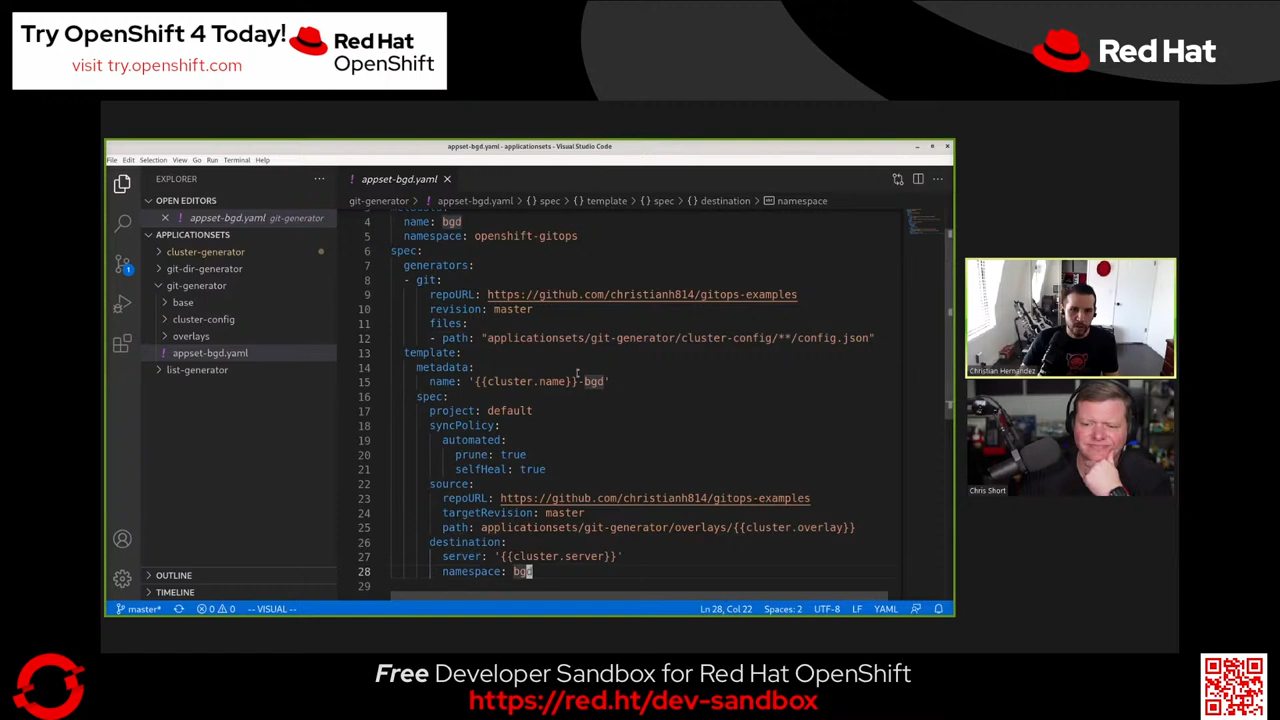 Try OpenShift 4 Today!
visit try.openshift.com
Red Hat
OpenShift
Red Hat
appset-bgd.yaml - applicationsets - Visual Studio Code
File Edit Selection View Go Run Terminal Help
EXPLORER
OPEN EDITORS
appset-bgd.yaml git-generator
APPLICATIONSETS
cluster-generator
git-dir-generator
git-generator
base
cluster-config
overlays
appset-bgd.yaml
list-generator
OUTLINE
TIMELINE
! appset-bgd.yaml
git-generator > ! appset-bgd.yaml > {} spec > {} template > {} spec > {} destination > namespace
4 name: bgd
5 namespace: openshift-gitops
6 spec:
7 generators:
8 - git:
9 repoURL: https://github.com/christianh814/gitops-examples
10 revision: master
11 files:
12 - path: "applicationsets/git-generator/cluster-config/**/config.json"
13 template:
14 metadata:
15 name: '{{cluster.name}}-bgd'
16 spec:
17 project: default
18 syncPolicy:
19 automated:
20 prune: true
21 selfHeal: true
22 source:
23 repoURL: https://github.com/christianh814/gitops-examples
24 targetRevision: master
25 path: applicationsets/git-generator/overlays/{{cluster.overlay}}
26 destination:
27 server: '{{cluster.server}}'
28 namespace: bgd
29
master* 0 0 -- VISUAL -- Ln 28, Col 22 Spaces: 2 UTF-8 LF YAML
Christian Hernandez
Chris Short
Free Developer Sandbox for Red Hat OpenShift
https://red.ht/dev-sandbox